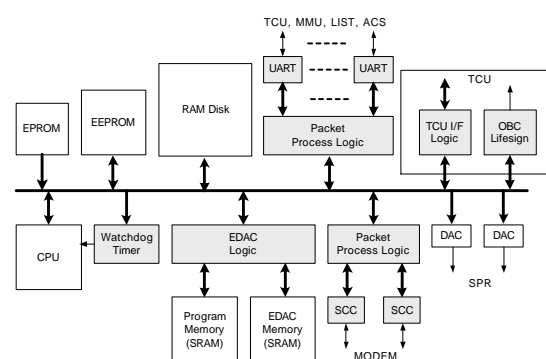 TCU, MMU, LIST, ACS
UART
UART
TCU
RAM Disk
EPROM
EEPROM
Packet
Process Logic
TCU I/F
Logic
OBC
Lifesign
CPU
Watchdog
Timer
EDAC
Logic
Packet
Process Logic
DAC
DAC
SPR
Program
Memory
(SRAM)
EDAC
Memory
(SRAM)
SCC
SCC
MODEM